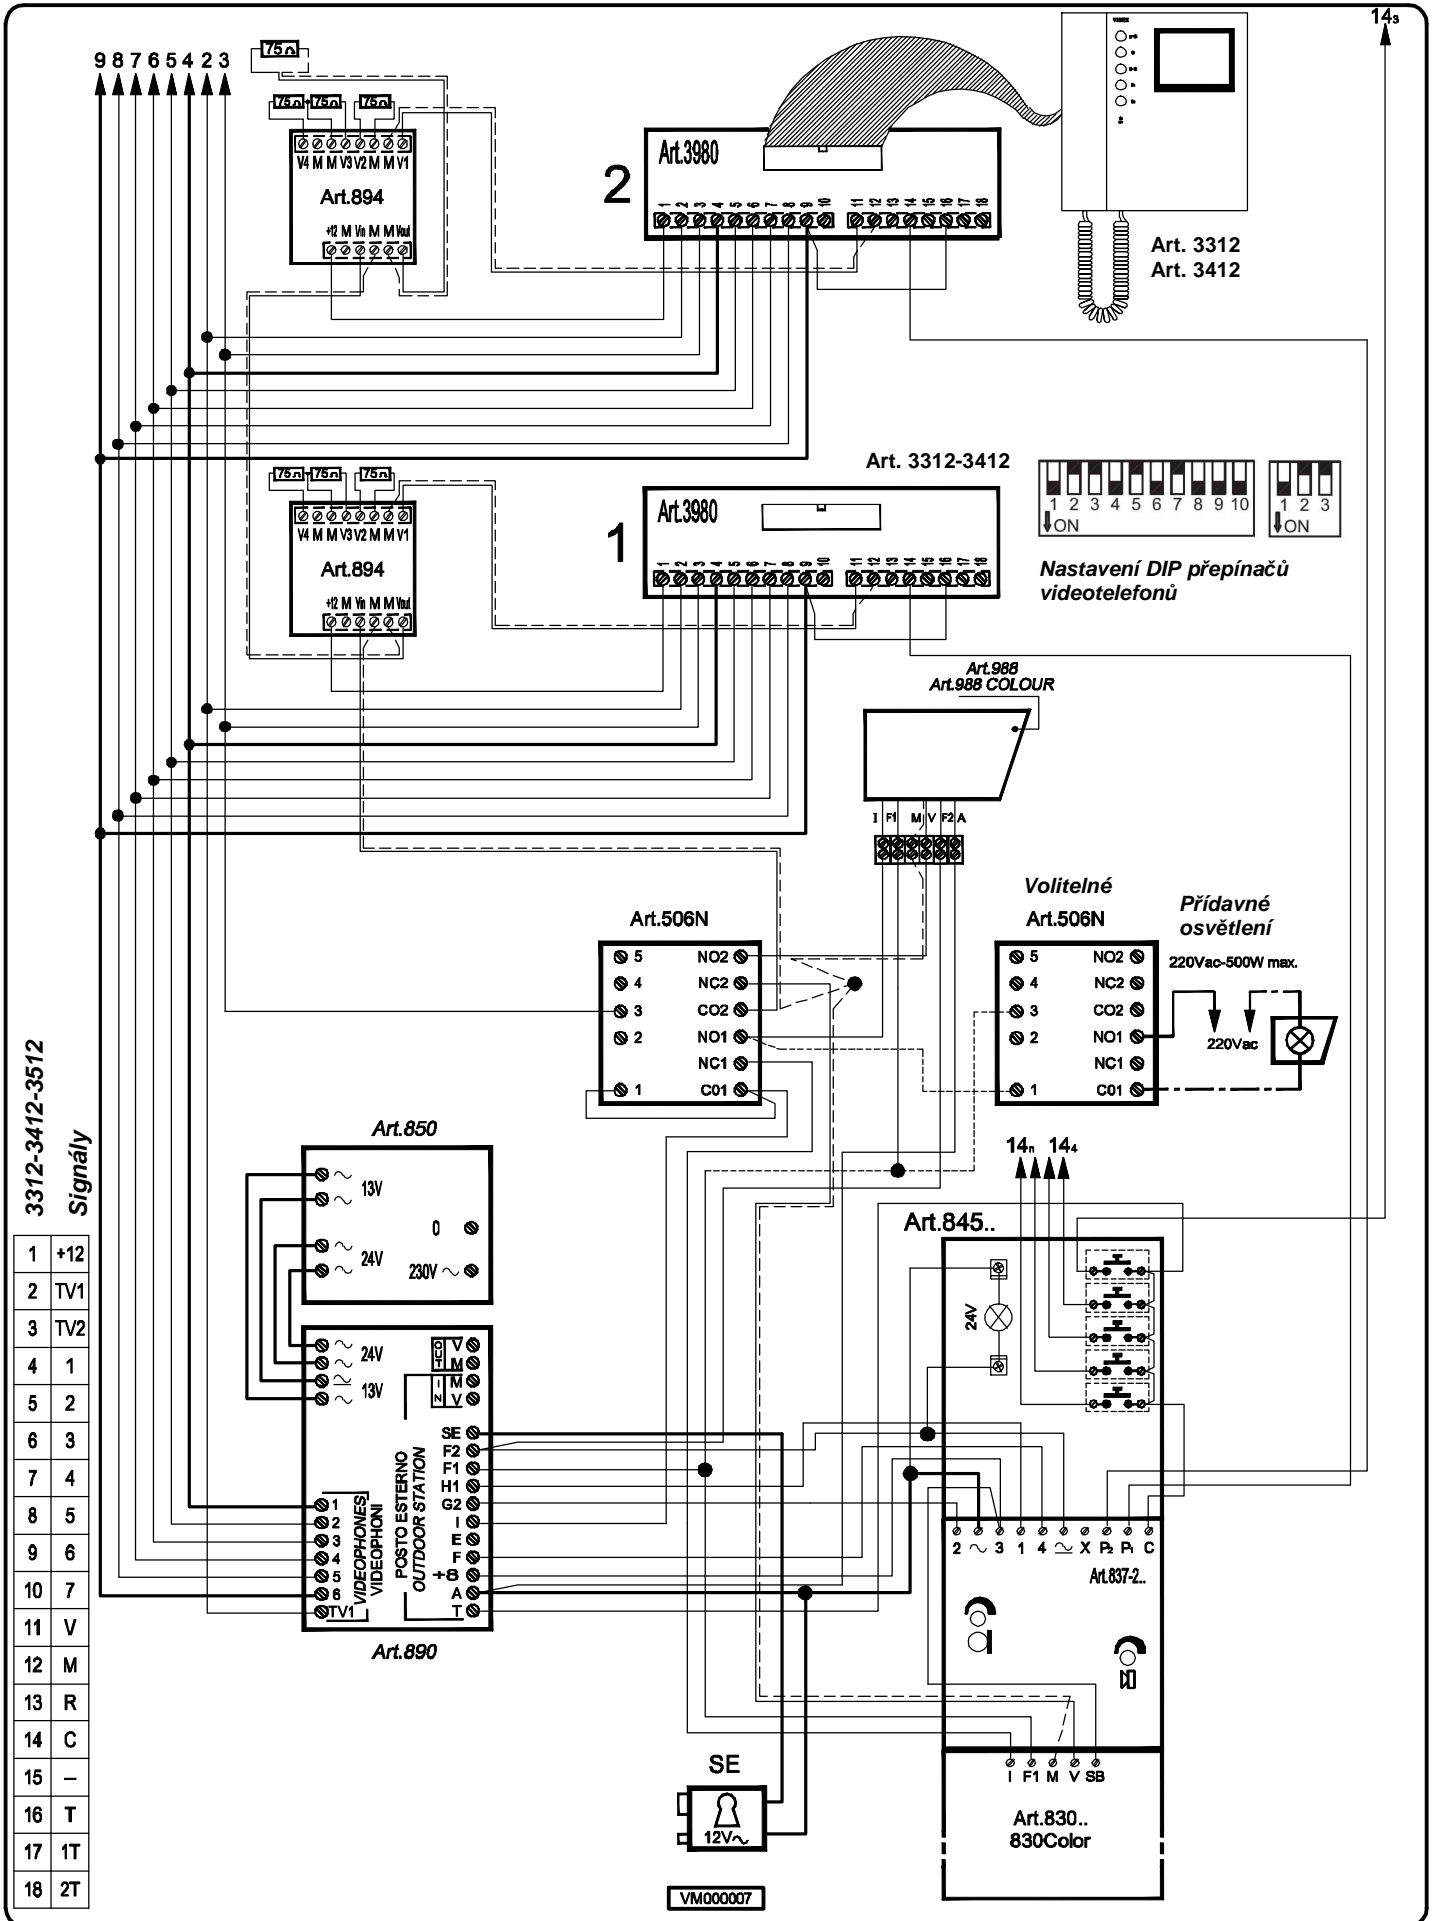 14₃
9 8 7 6 5 4 2 3
75Ω
75Ω 75Ω 75Ω
V4 M M V3 V2 M M V1
Art.894
+12 M Vin M M Vout
VIDEX
2
Art.3980
1 2 3 4 5 6 7 8 9 10 11 12 13 14 15 16 17 18
Art. 3312
Art. 3412
75Ω 75Ω 75Ω
V4 M M V3 V2 M M V1
Art.894
+12 M Vin M M Vout
Art. 3312-3412
1
Art.3980
1 2 3 4 5 6 7 8 9 10 11 12 13 14 15 16 17 18
1 2 3 4 5 6 7 8 9 10
ON
1 2 3
ON
Nastavení DIP přepínačů
videotelefonů
Art.988
Art.988 COLOUR
I F1 M V F2 A
Art.506N
5 NO2
4 NC2
3 CO2
2 NO1
NC1
1 C01
Volitelné
Art.506N
5 NO2
4 NC2
3 CO2
2 NO1
NC1
1 C01
Přídavné
osvětlení
220Vac-500W max.
220Vac
3312-3412-3512
Signály
1 +12
2 TV1
3 TV2
4 1
5 2
6 3
7 4
8 5
9 6
10 7
11 V
12 M
13 R
14 C
15 –
16 T
17 1T
18 2T
Art.850
13V
24V
0
230V ~
24V
13V
OUT V
M
IN M
V
SE
F2
F1
H1
G2
I
E
F
+8
A
T
POSTO ESTERNO
OUTDOOR STATION
1
2
3
4
5
6
TV1
VIDEOPHONES
VIDEOPHONI
Art.890
14ₙ 14₄
Art.845..
24V
2 ~ 3 1 4 ≃ X P₂ P₁ C
Art.837-2..
I F1 M V SB
Art.830..
830Color
SE
12V~
VM000007